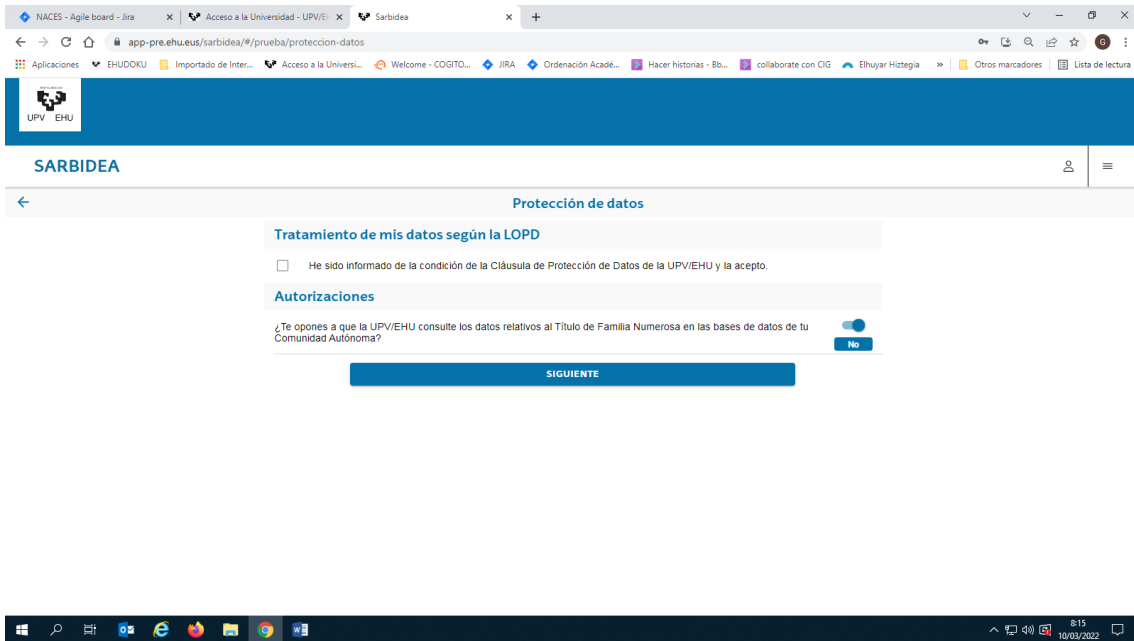 NACES - Agile board - Jira
Acceso a la Universidad - UPV/EH
Sarbidea
app-pre.ehu.eus/sarbidea/#/prueba/proteccion-datos
G
Aplicaciones
EHUDOKU
Importado de Inter...
Acceso a la Universi...
Welcome - COGITO...
JIRA
Ordenación Acadé...
Hacer historias - Bb...
collaborate con CIG
Elhuyar Hiztegia
»
Otros marcadores
Lista de lectura
UPV EHU
SARBIDEA
Protección de datos
Tratamiento de mis datos según la LOPD
He sido informado de la condición de la Cláusula de Protección de Datos de la UPV/EHU y la acepto.
Autorizaciones
¿Te opones a que la UPV/EHU consulte los datos relativos al Título de Familia Numerosa en las bases de datos de tu
Comunidad Autónoma?
No
SIGUIENTE
8:15
10/03/2022